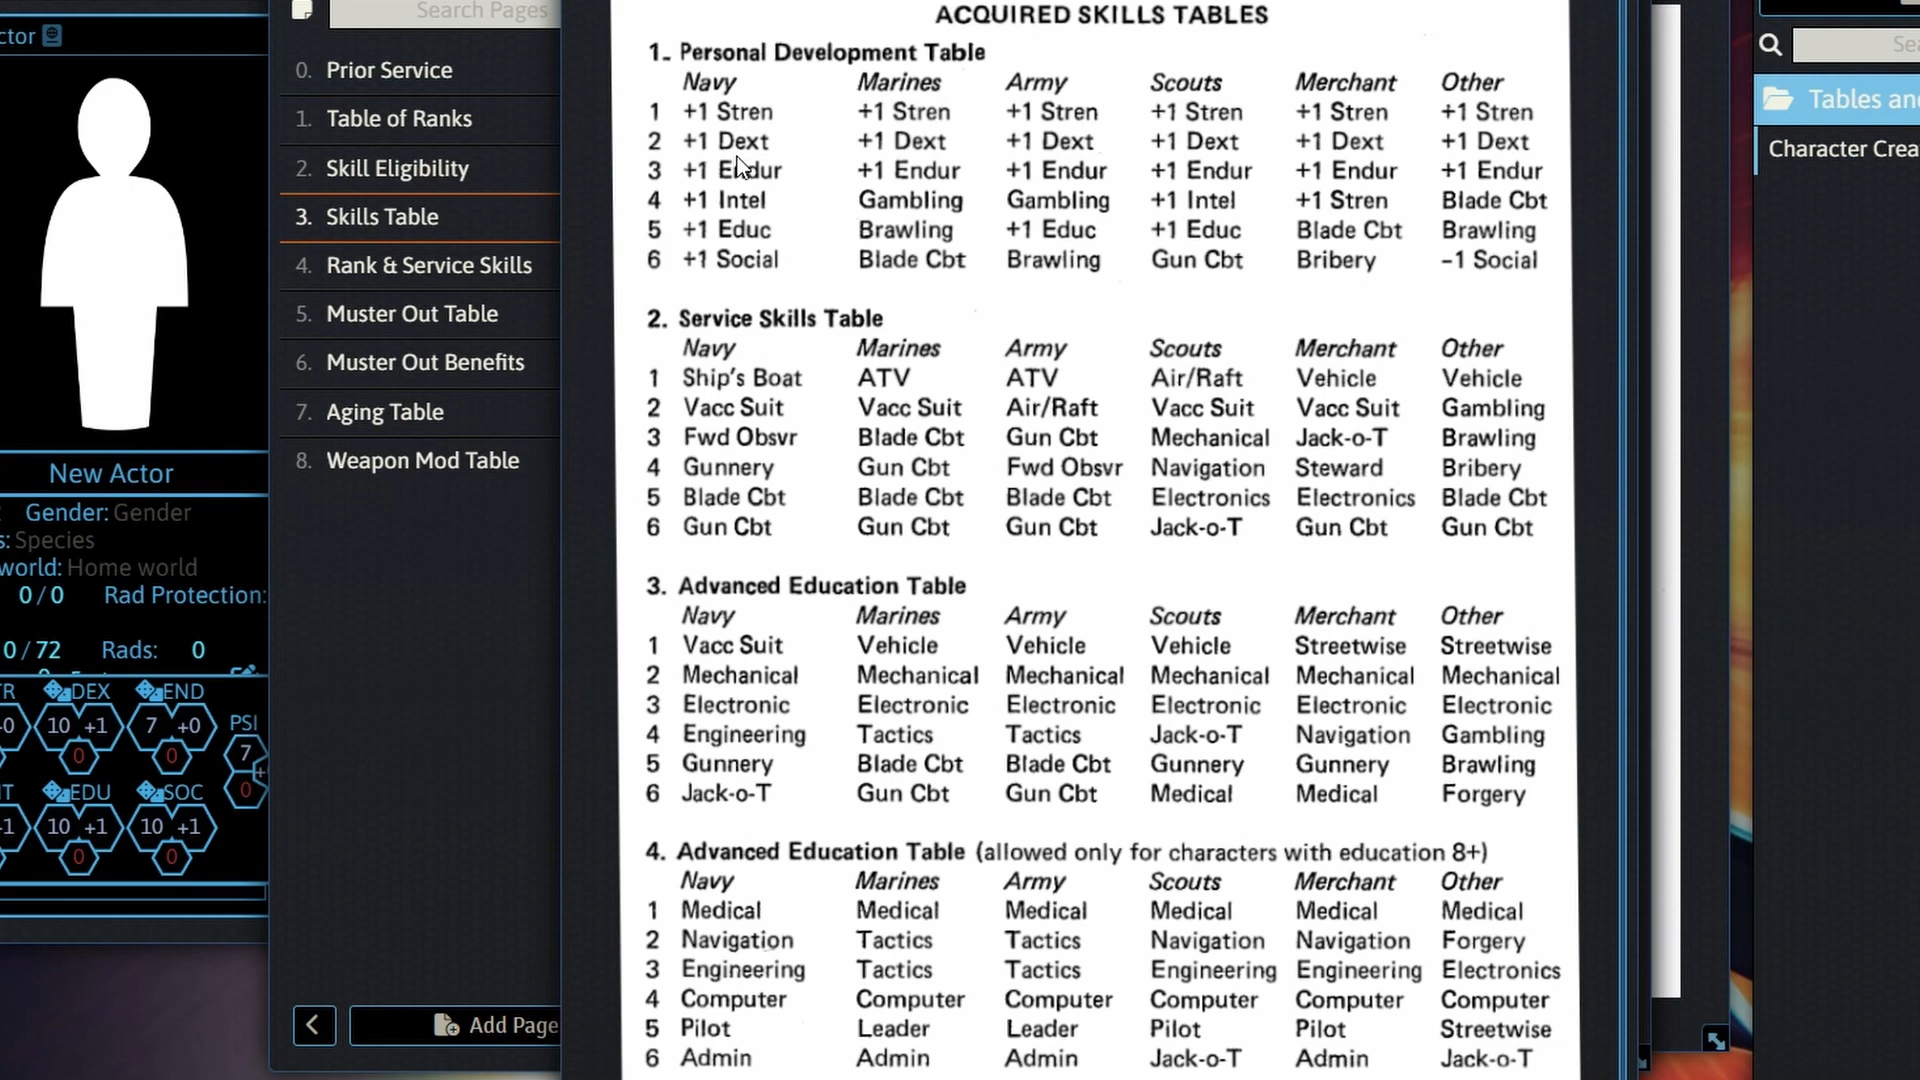 ctor
New Actor
Gender: Gender
s: Species
world: Home world
0 / 0 Rad Protection:
0 / 72 Rads: 0
TR DEX END
-0 10 +1 7 +0 PSI
0 0 7
IT EDU SOC 0
+1 10 +1 10 +1
0 0
Search Pages
0. Prior Service
1. Table of Ranks
2. Skill Eligibility
3. Skills Table
4. Rank & Service Skills
5. Muster Out Table
6. Muster Out Benefits
7. Aging Table
8. Weapon Mod Table
Add Page
ACQUIRED SKILLS TABLES
1. Personal Development Table
Navy Marines Army Scouts Merchant Other
1 +1 Stren +1 Stren +1 Stren +1 Stren +1 Stren +1 Stren
2 +1 Dext +1 Dext +1 Dext +1 Dext +1 Dext +1 Dext
3 +1 Endur +1 Endur +1 Endur +1 Endur +1 Endur +1 Endur
4 +1 Intel Gambling Gambling +1 Intel +1 Stren Blade Cbt
5 +1 Educ Brawling +1 Educ +1 Educ Blade Cbt Brawling
6 +1 Social Blade Cbt Brawling Gun Cbt Bribery −1 Social
2. Service Skills Table
Navy Marines Army Scouts Merchant Other
1 Ship's Boat ATV ATV Air/Raft Vehicle Vehicle
2 Vacc Suit Vacc Suit Air/Raft Vacc Suit Vacc Suit Gambling
3 Fwd Obsvr Blade Cbt Gun Cbt Mechanical Jack-o-T Brawling
4 Gunnery Gun Cbt Fwd Obsvr Navigation Steward Bribery
5 Blade Cbt Blade Cbt Blade Cbt Electronics Electronics Blade Cbt
6 Gun Cbt Gun Cbt Gun Cbt Jack-o-T Gun Cbt Gun Cbt
3. Advanced Education Table
Navy Marines Army Scouts Merchant Other
1 Vacc Suit Vehicle Vehicle Vehicle Streetwise Streetwise
2 Mechanical Mechanical Mechanical Mechanical Mechanical Mechanical
3 Electronic Electronic Electronic Electronic Electronic Electronic
4 Engineering Tactics Tactics Jack-o-T Navigation Gambling
5 Gunnery Blade Cbt Blade Cbt Gunnery Gunnery Brawling
6 Jack-o-T Gun Cbt Gun Cbt Medical Medical Forgery
4. Advanced Education Table (allowed only for characters with education 8+)
Navy Marines Army Scouts Merchant Other
1 Medical Medical Medical Medical Medical Medical
2 Navigation Tactics Tactics Navigation Navigation Forgery
3 Engineering Tactics Tactics Engineering Engineering Electronics
4 Computer Computer Computer Computer Computer Computer
5 Pilot Leader Leader Pilot Pilot Streetwise
6 Admin Admin Admin Jack-o-T Admin Jack-o-T
Sea
Tables and
Character Crea